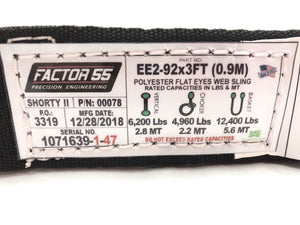 FACTOR 55
PRECISION ENGINEERING
SHORTY II P/N: 00078
P.O: MFG DATE
3319 12/28/2018
SERIAL NO.
1071639-1-47
PART NO.
EE2-92x3FT (0.9M)
POLYESTER FLAT EYES WEB SLING
RATED CAPACITIES IN LBS & MT
VERTICAL CHOKER BASKET
6,200 Lbs 4,960 Lbs 12,400 Lbs
2.8 MT 2.2 MT 5.6 MT
DO NOT EXCEED RATED CAPACITIES